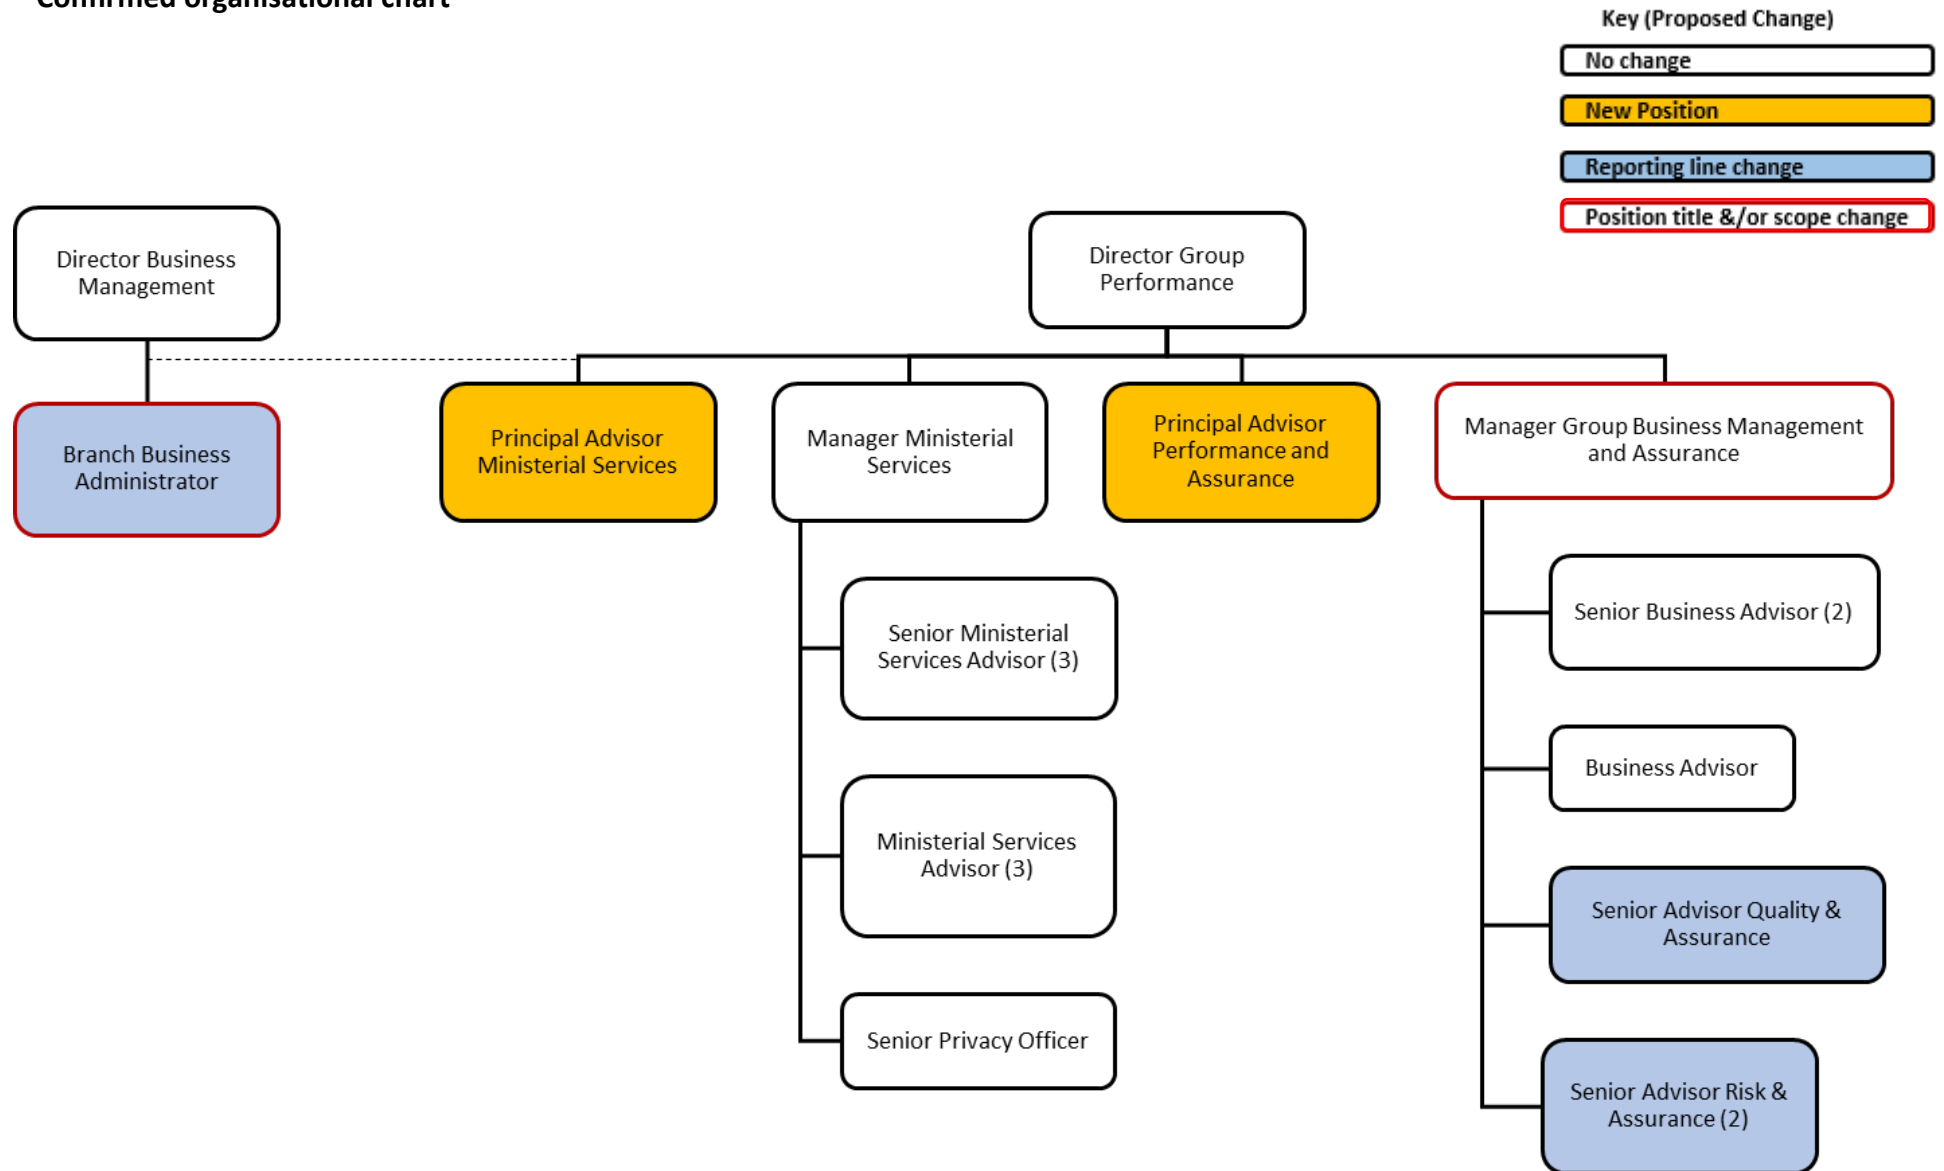 Confirmed organisational chart
Key (Proposed Change)
No change
New Position
Reporting line change
Position title &/or scope change
Director Business
Management
Director Group
Performance
Branch Business
Administrator
Principal Advisor
Ministerial Services
Manager Ministerial
Services
Principal Advisor
Performance and
Assurance
Manager Group Business Management
and Assurance
Senior Ministerial
Services Advisor (3)
Ministerial Services
Advisor (3)
Senior Privacy Officer
Senior Business Advisor (2)
Business Advisor
Senior Advisor Quality &
Assurance
Senior Advisor Risk &
Assurance (2)